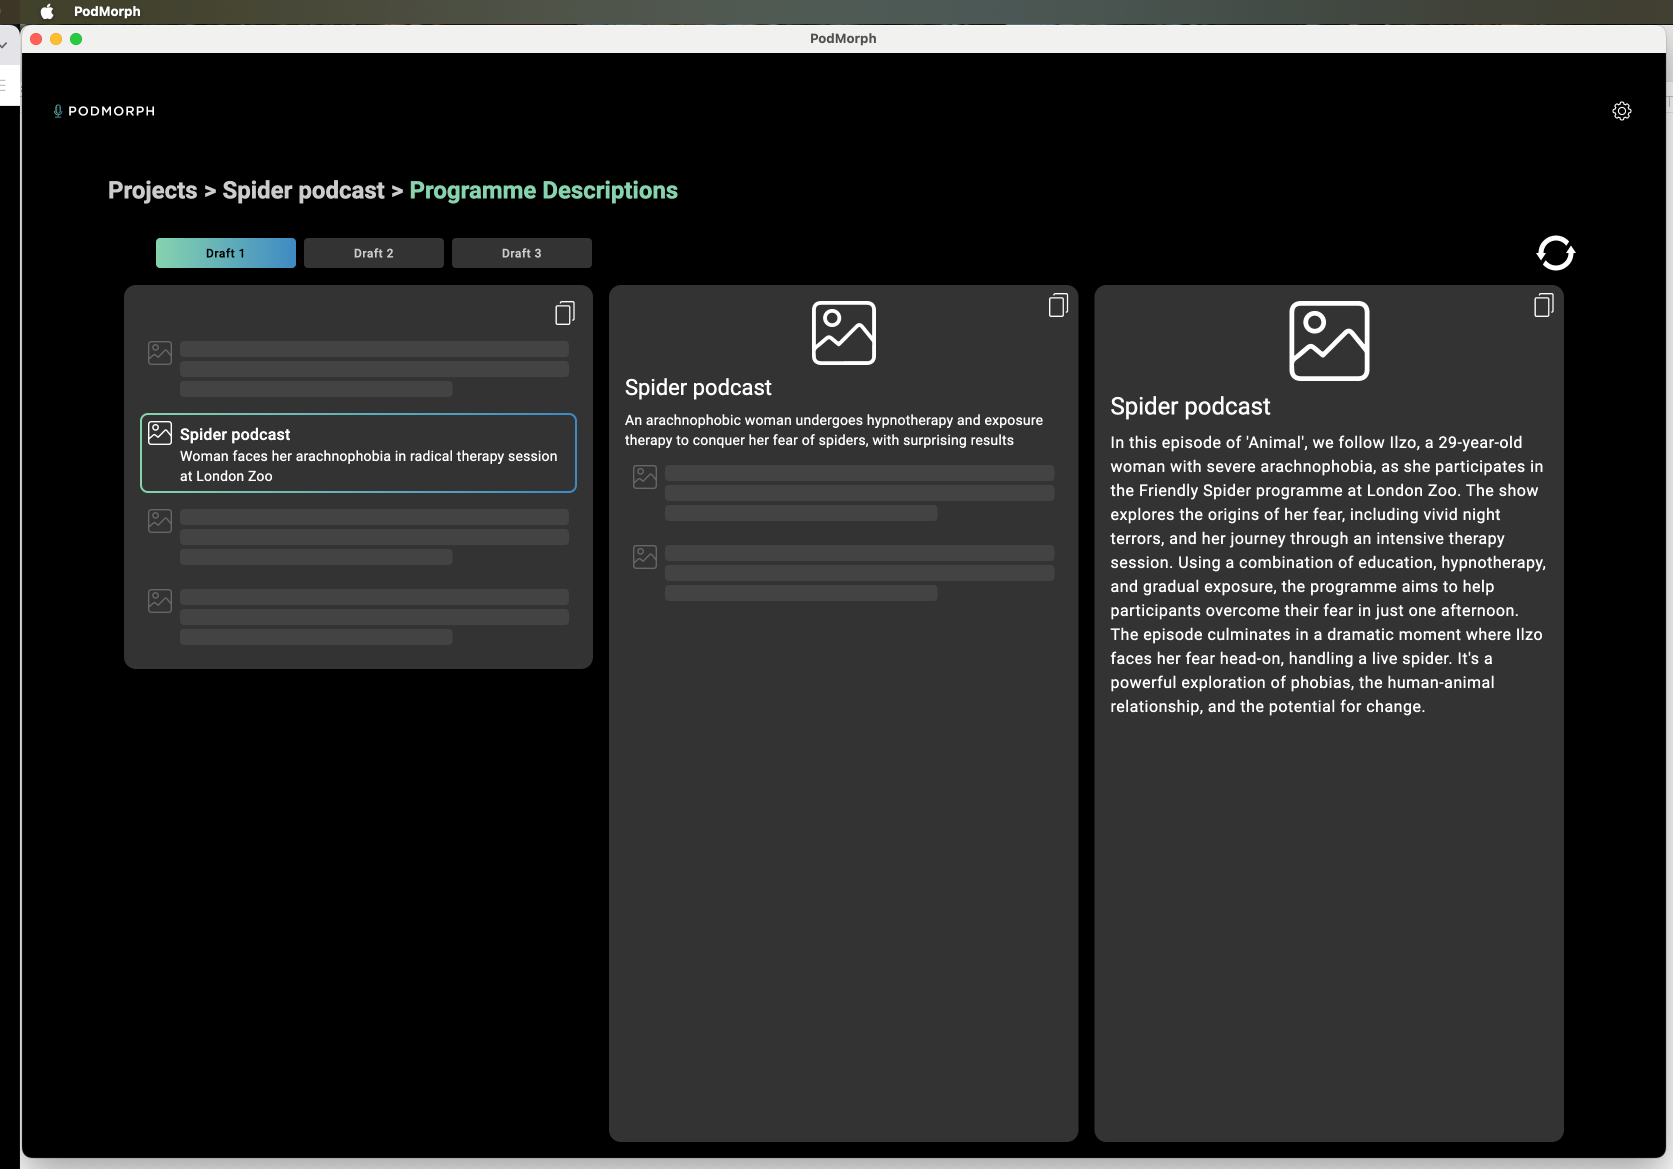 PodMorph
PodMorph
PODMORPH
Projects > Spider podcast > Programme Descriptions
Draft 1
Draft 2
Draft 3
Spider podcast
Woman faces her arachnophobia in radical therapy session
at London Zoo
Spider podcast
An arachnophobic woman undergoes hypnotherapy and exposure
therapy to conquer her fear of spiders, with surprising results
Spider podcast
In this episode of 'Animal', we follow Ilzo, a 29-year-old
woman with severe arachnophobia, as she participates in
the Friendly Spider programme at London Zoo. The show
explores the origins of her fear, including vivid night
terrors, and her journey through an intensive therapy
session. Using a combination of education, hypnotherapy,
and gradual exposure, the programme aims to help
participants overcome their fear in just one afternoon.
The episode culminates in a dramatic moment where Ilzo
faces her fear head-on, handling a live spider. It's a
powerful exploration of phobias, the human-animal
relationship, and the potential for change.